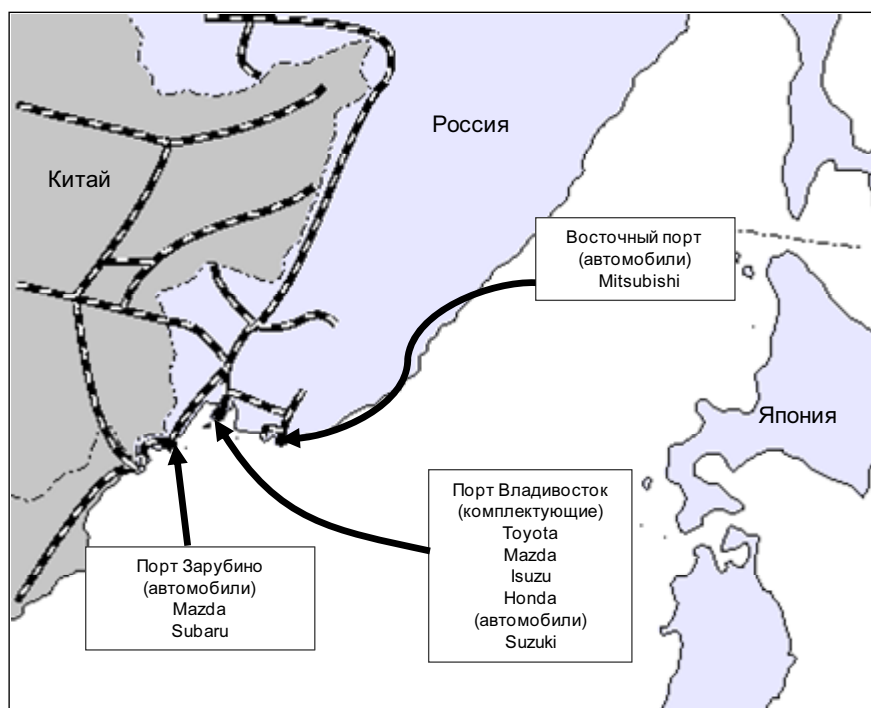 Россия
Китай
Восточный порт
(автомобили)
Mitsubishi
Япония
Порт Владивосток
(комплектующие)
Toyota
Mazda
Isuzu
Honda
(автомобили)
Suzuki
Порт Зарубино
(автомобили)
Mazda
Subaru